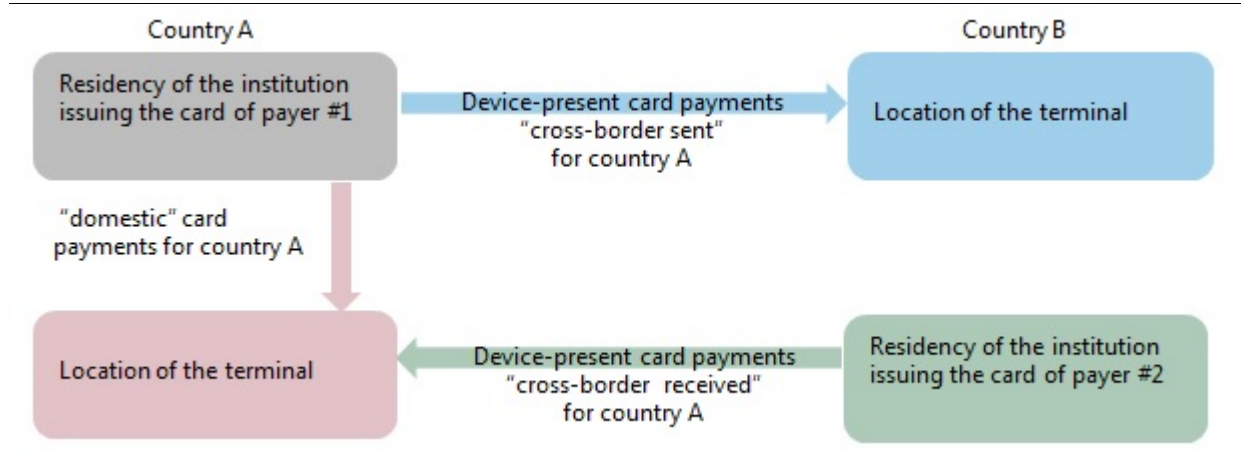 Country A
Country B
Residency of the institution
issuing the card of payer #1
Device-present card payments
"cross-border sent"
for country A
Location of the terminal
"domestic" card
payments for country A
Location of the terminal
Device-present card payments
"cross-border received"
for country A
Residency of the institution
issuing the card of payer #2